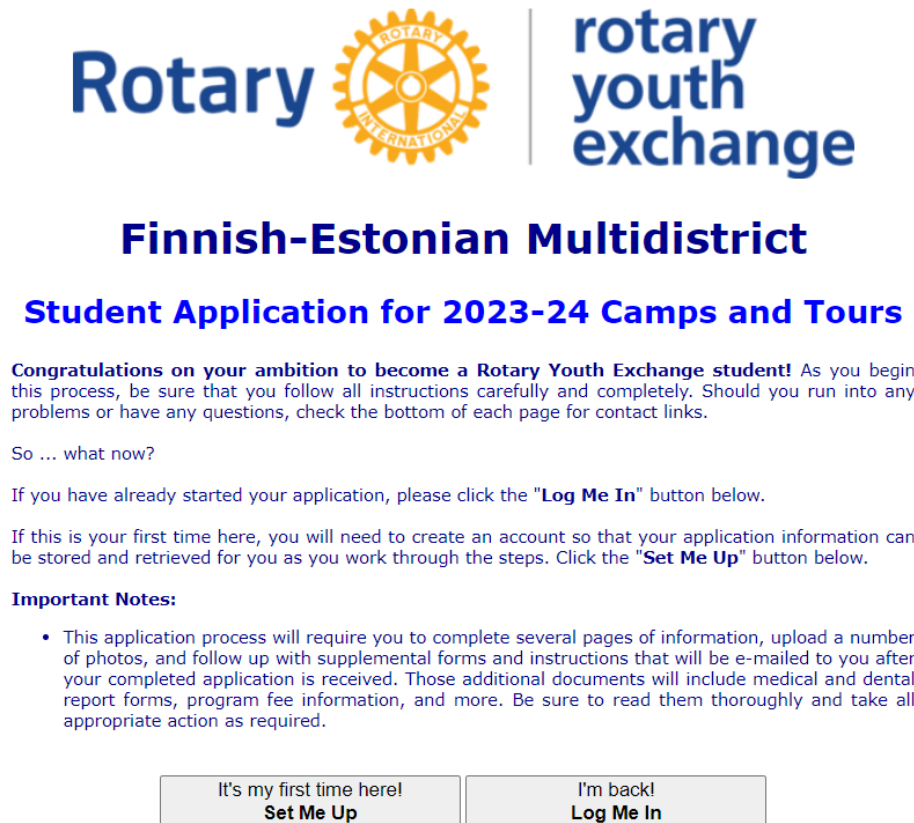 Rotary
ROTARY
INTERNATIONAL
rotary
youth
exchange
Finnish-Estonian Multidistrict
Student Application for 2023-24 Camps and Tours
Congratulations on your ambition to become a Rotary Youth Exchange student! As you begin
this process, be sure that you follow all instructions carefully and completely. Should you run into any
problems or have any questions, check the bottom of each page for contact links.
So ... what now?
If you have already started your application, please click the "Log Me In" button below.
If this is your first time here, you will need to create an account so that your application information can
be stored and retrieved for you as you work through the steps. Click the "Set Me Up" button below.
Important Notes:
• This application process will require you to complete several pages of information, upload a number
of photos, and follow up with supplemental forms and instructions that will be e-mailed to you after
your completed application is received. Those additional documents will include medical and dental
report forms, program fee information, and more. Be sure to read them thoroughly and take all
appropriate action as required.
It's my first time here!
Set Me Up
I'm back!
Log Me In